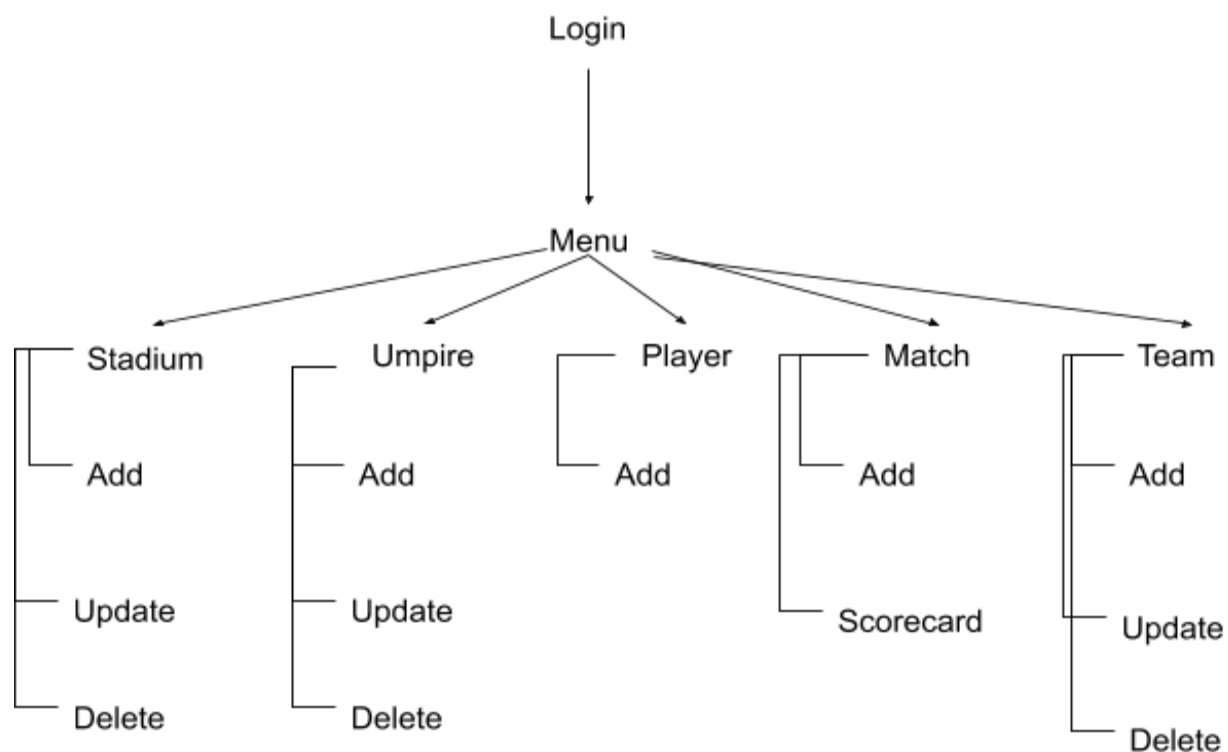 Login
Menu
Stadium
Umpire
Player
Match
Team
Add
Add
Add
Add
Add
Update
Update
Scorecard
Update
Delete
Delete
Delete